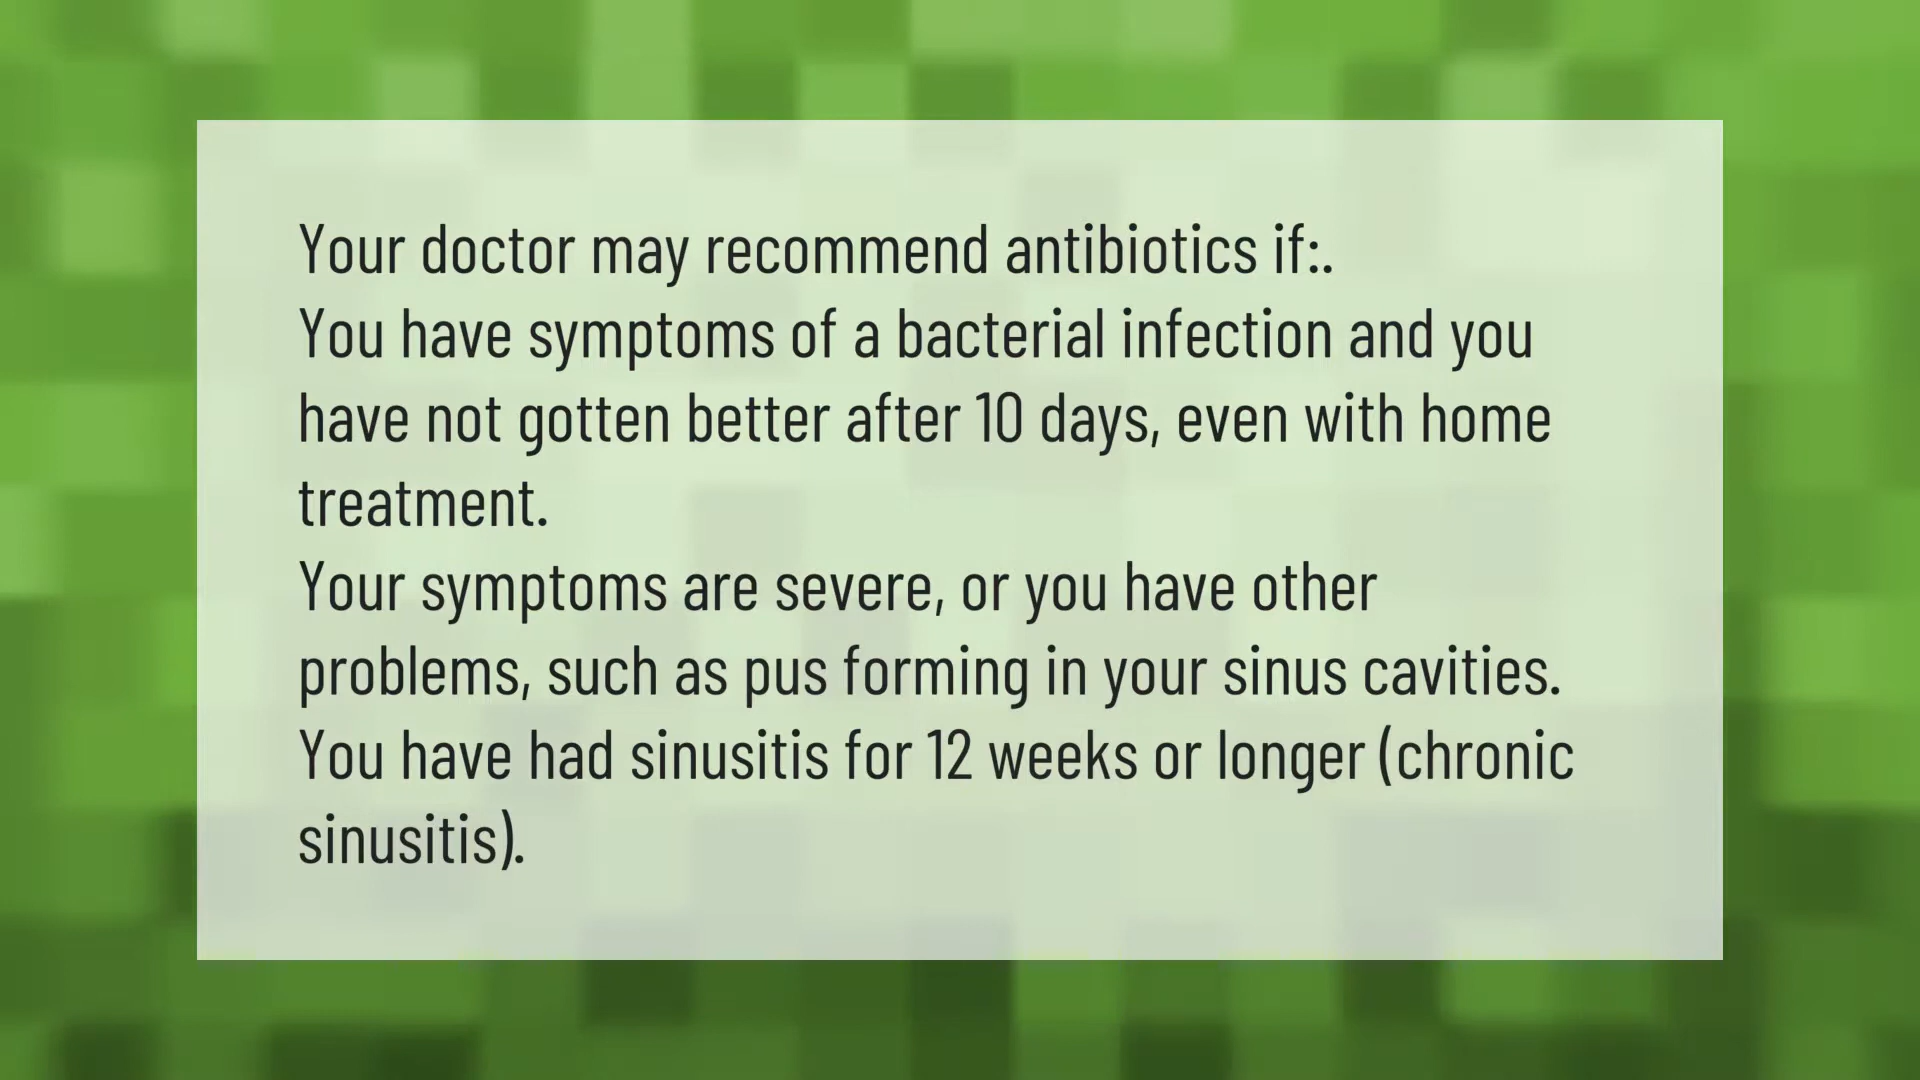 Your doctor may recommend antibiotics if:.
You have symptoms of a bacterial infection and you
have not gotten better after 10 days, even with home
treatment.
Your symptoms are severe, or you have other
problems, such as pus forming in your sinus cavities.
You have had sinusitis for 12 weeks or longer (chronic
sinusitis).